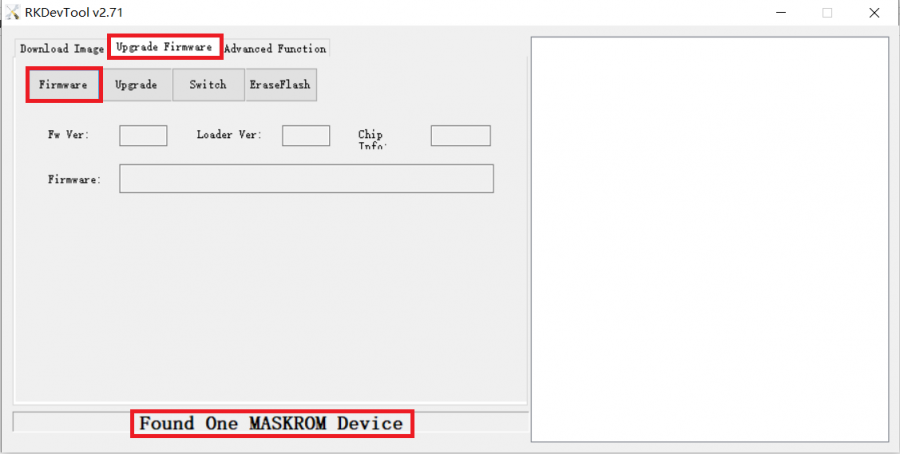 RKDevTool v2.71
Download Image Upgrade Firmware Advanced Function
Firmware Upgrade Switch EraseFlash
Fw Ver: Loader Ver: Chip
Info:
Firmware:
Found One MASKROM Device